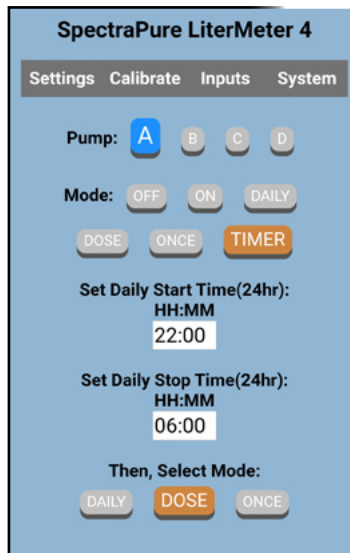 SpectraPure LiterMeter 4
Settings Calibrate Inputs System
Pump: A B C D
Mode: OFF ON DAILY
DOSE ONCE TIMER
Set Daily Start Time(24hr):
HH:MM
22:00
Set Daily Stop Time(24hr):
HH:MM
06:00
Then, Select Mode:
DAILY DOSE ONCE